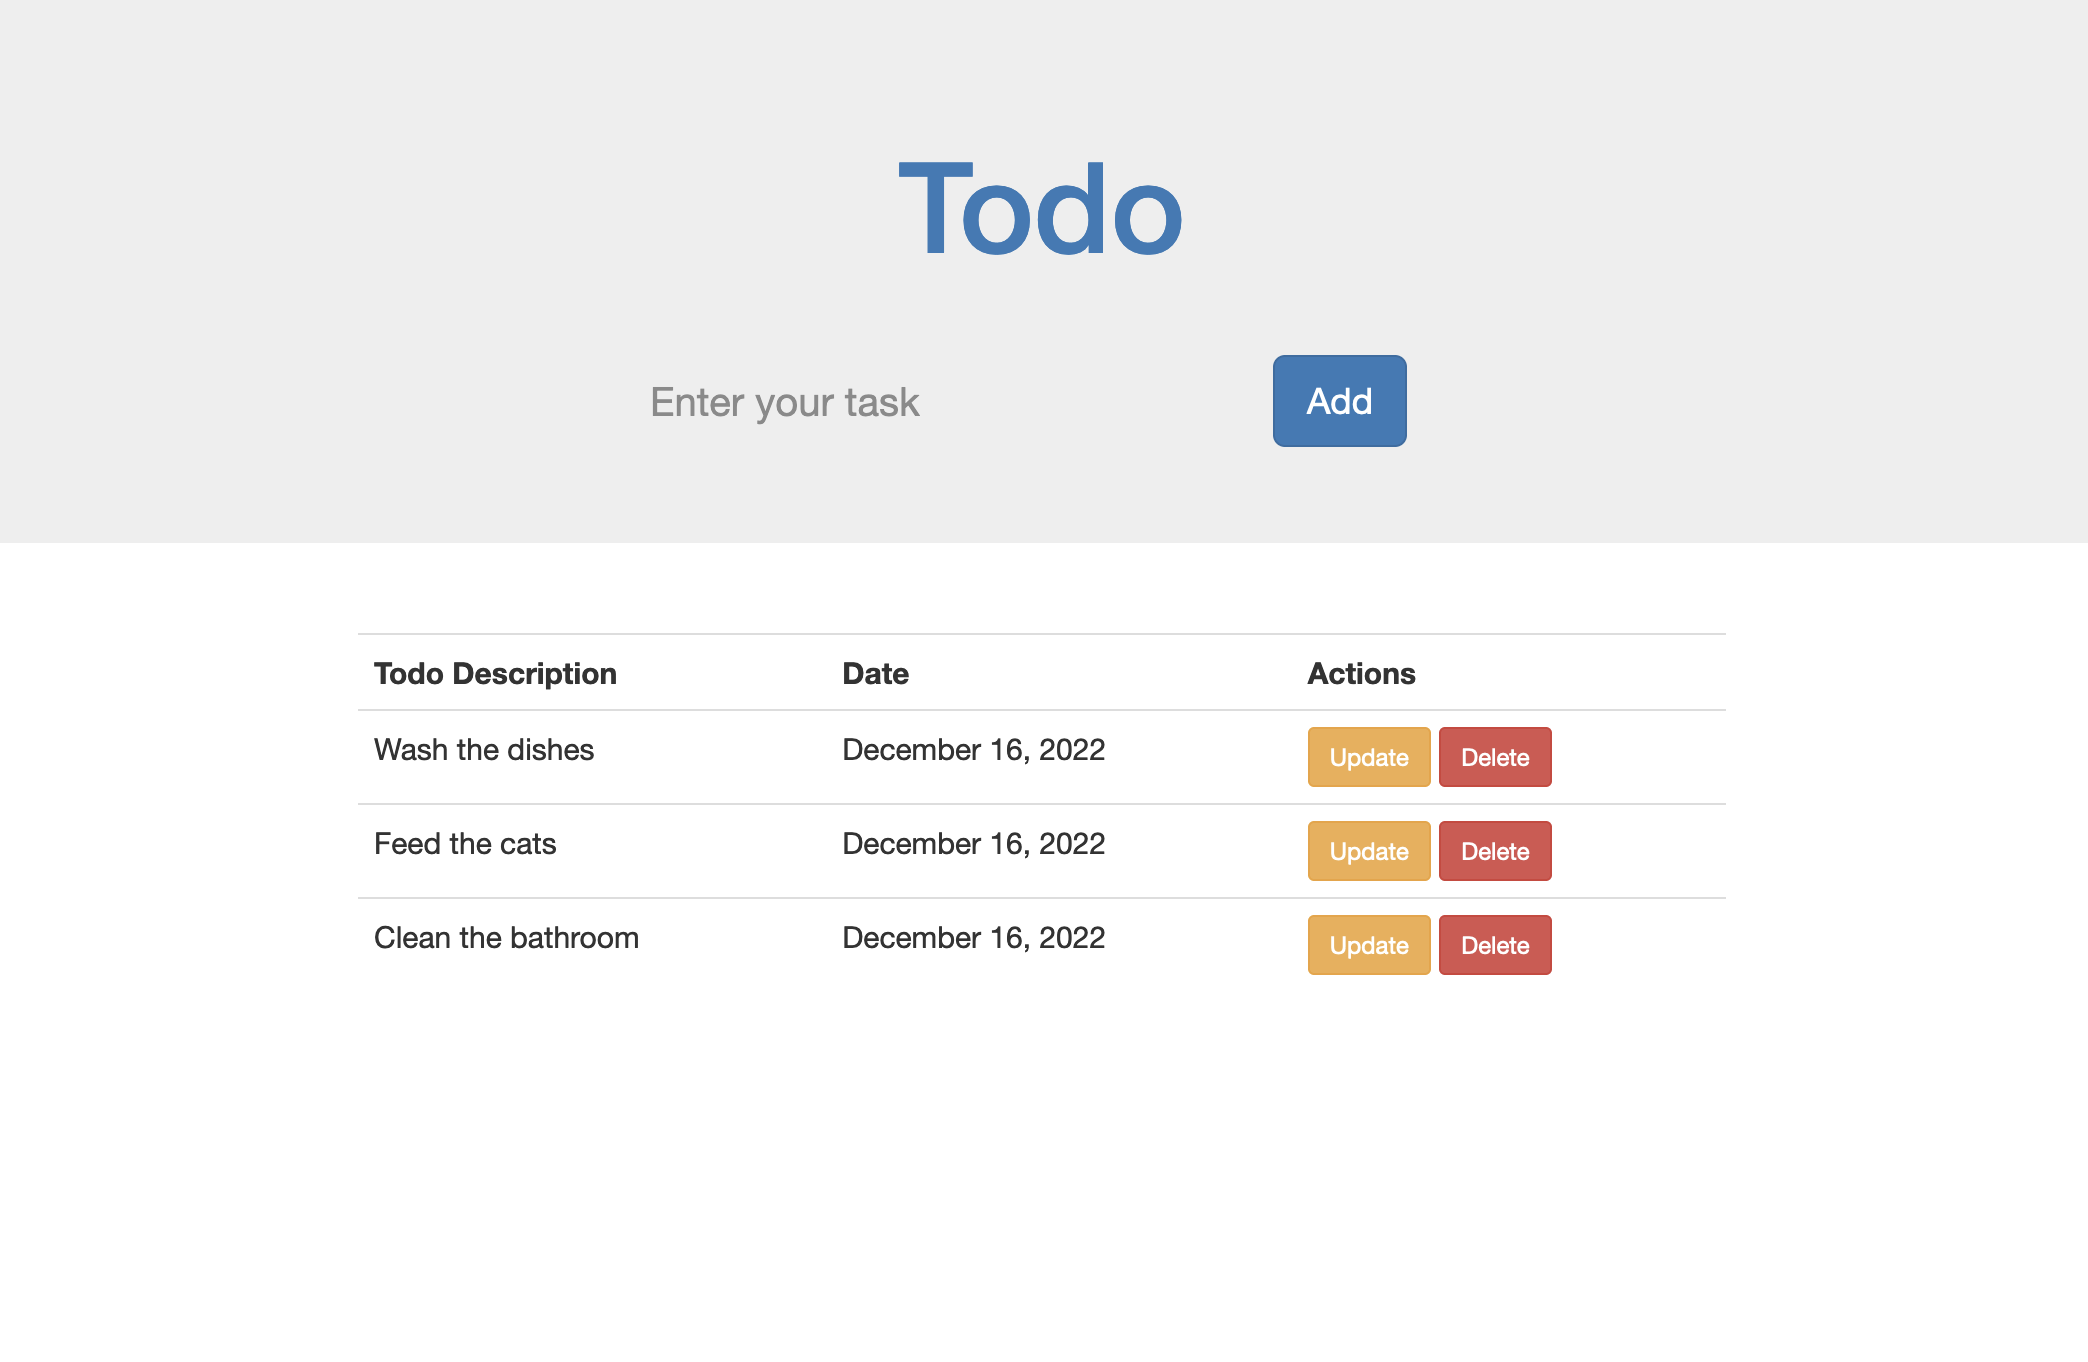 Todo
Enter your task Add
Todo Description Date Actions
Wash the dishes December 16, 2022 Update Delete
Feed the cats December 16, 2022 Update Delete
Clean the bathroom December 16, 2022 Update Delete